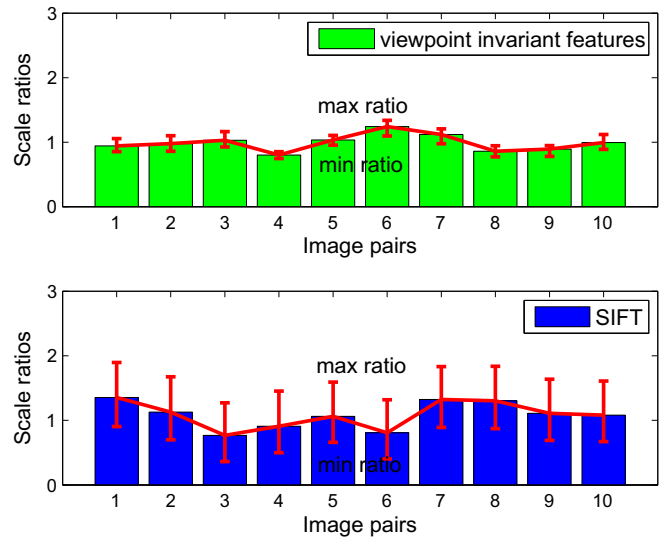 3
viewpoint invariant features
2
Scale ratios
max ratio
1
min ratio
0
1 2 3 4 5 6 7 8 9 10
Image pairs
3
SIFT
2
Scale ratios
max ratio
1
min ratio
0
1 2 3 4 5 6 7 8 9 10
Image pairs